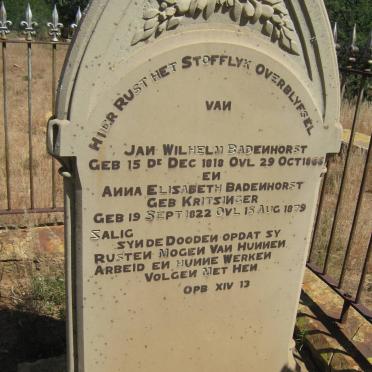 HIER RUST HET STOFFLYK OVERBLYFSEL
VAN
JAN WILHELM BADENHORST
GEB 15 DE DEC 1818 OVL 29 OCT 1866
EN
ANNA ELISABETH BADENHORST
GEB KRITSINGER
GEB 19 SEPT 1822 OVL 15 AUG 1879
SALIG
SYN DE DOODEN OPDAT SY
RUSTEN MOGEN VAN HUNNEN
ARBEID EN HUNNE WERKEN
VOLGEN MET HEN
OPB XIV 13